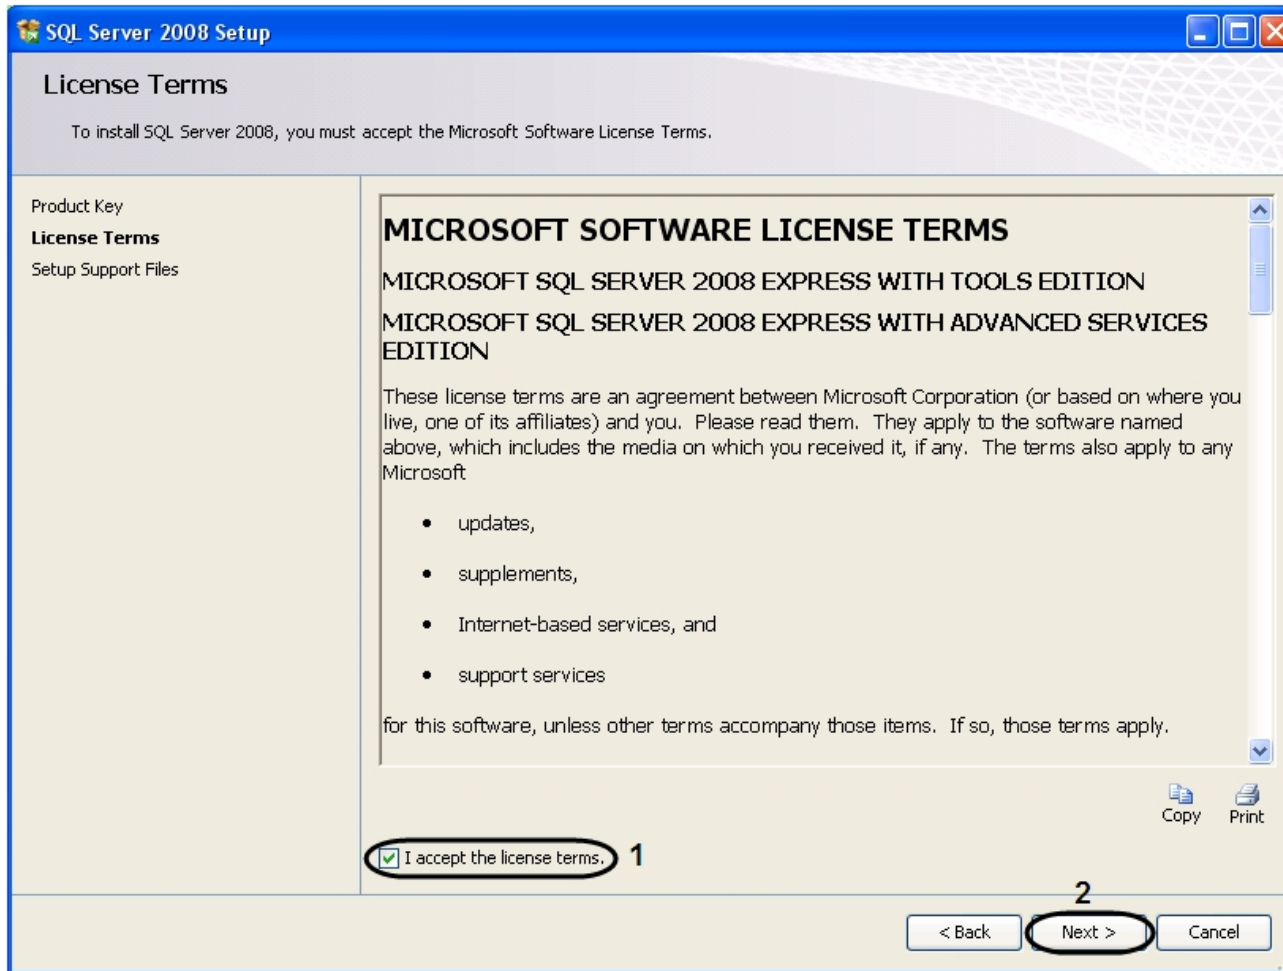 SQL Server 2008 Setup
License Terms
To install SQL Server 2008, you must accept the Microsoft Software License Terms.
Product Key
License Terms
Setup Support Files
MICROSOFT SOFTWARE LICENSE TERMS
MICROSOFT SQL SERVER 2008 EXPRESS WITH TOOLS EDITION
MICROSOFT SQL SERVER 2008 EXPRESS WITH ADVANCED SERVICES
EDITION
These license terms are an agreement between Microsoft Corporation (or based on where you
live, one of its affiliates) and you. Please read them. They apply to the software named
above, which includes the media on which you received it, if any. The terms also apply to any
Microsoft
• updates,
• supplements,
• Internet-based services, and
• support services
for this software, unless other terms accompany those items. If so, those terms apply.
Copy Print
I accept the license terms. 1
2
< Back Next > Cancel